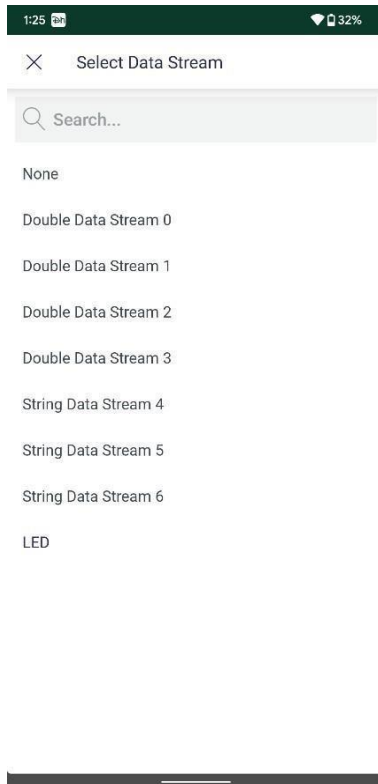 1:25 32%
Select Data Stream
Search...
None
Double Data Stream 0
Double Data Stream 1
Double Data Stream 2
Double Data Stream 3
String Data Stream 4
String Data Stream 5
String Data Stream 6
LED